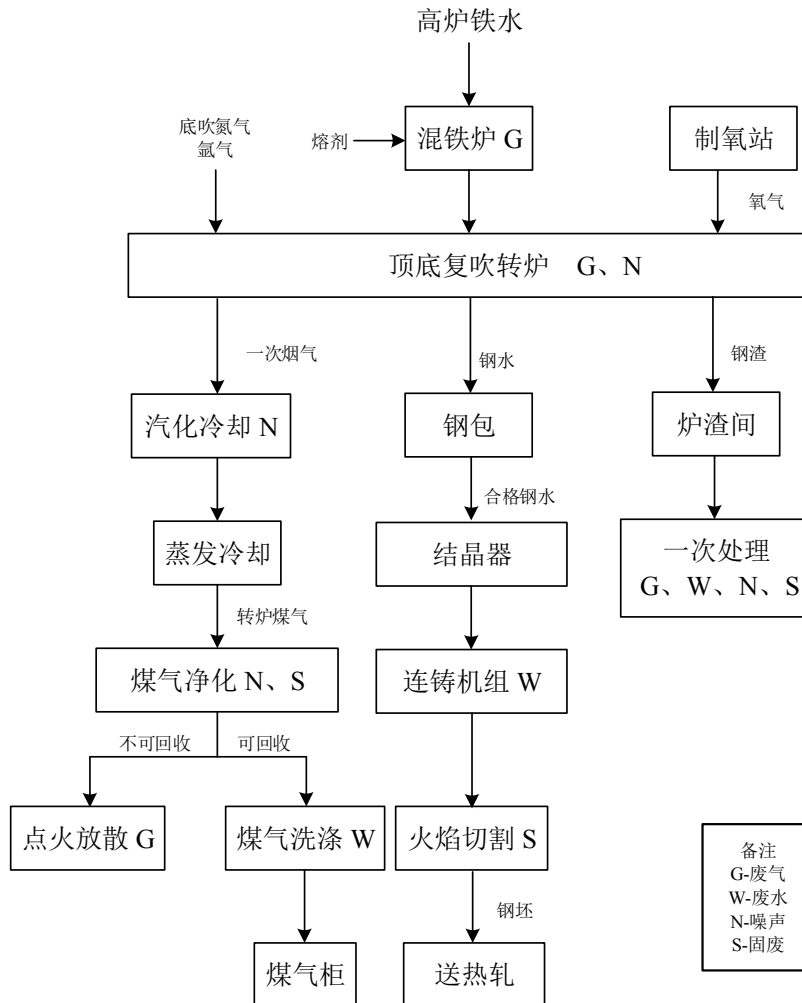 高炉铁水
底吹氮气
氩气
熔剂
混铁炉 G
制氧站
氧气
顶底复吹转炉 G、N
一次烟气
钢水
钢渣
汽化冷却 N
钢包
炉渣间
合格钢水
蒸发冷却
结晶器
一次处理
G、W、N、S
转炉煤气
煤气净化 N、S
连铸机组 W
不可回收
可回收
点火放散 G
煤气洗涤 W
火焰切割 S
钢坯
煤气柜
送热轧
备注
G-废气
W-废水
N-噪声
S-固废